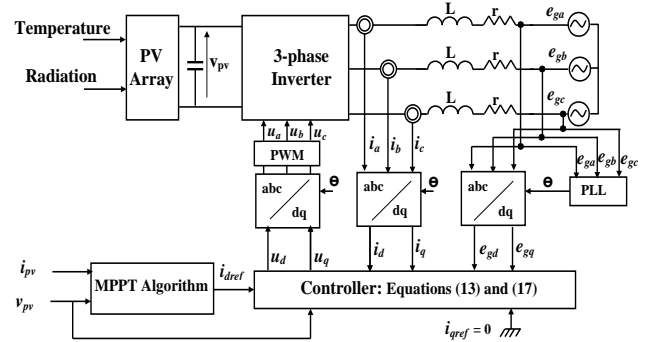 Temperature
Radiation
PV
Array
v_pv
3-phase
Inverter
L
r
e_ga
L
r
e_gb
L
r
e_gc
u_a
u_b
u_c
PWM
abc
dq
Θ
i_a
i_b
i_c
abc
dq
Θ
abc
dq
Θ
e_ga
e_gb
e_gc
PLL
u_d
u_q
i_d
i_q
e_gd
e_gq
i_pv
v_pv
MPPT Algorithm
i_dref
Controller: Equations (13) and (17)
i_qref = 0